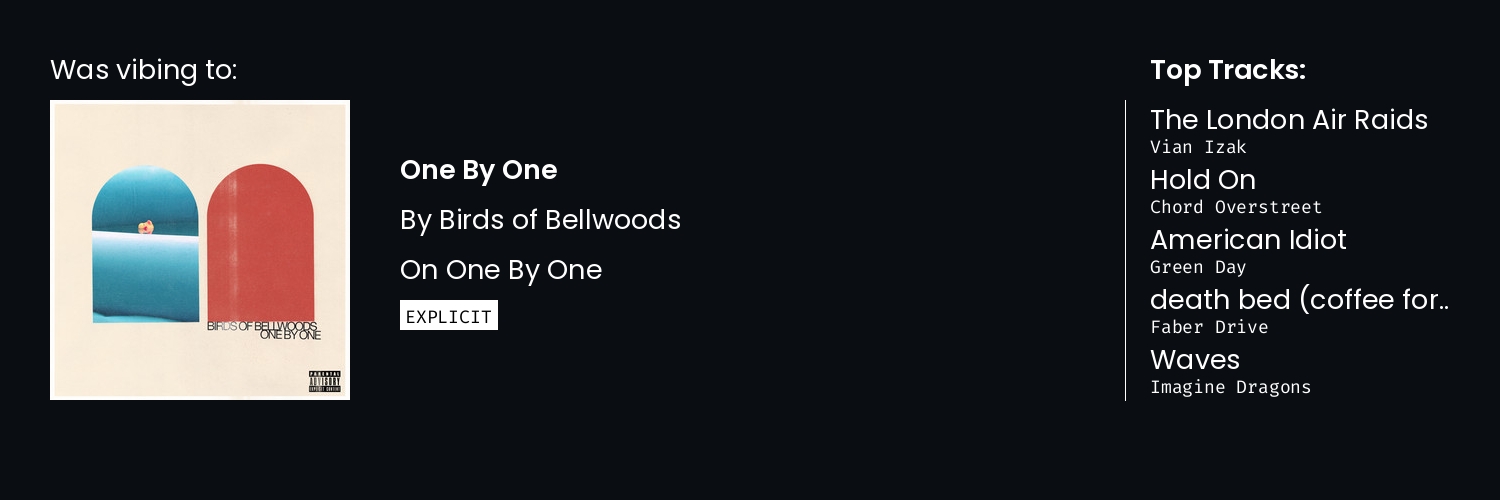 Was vibing to:
BIRDS OF BELLWOODS
ONE BY ONE
PARENTAL
ADVISORY
EXPLICIT CONTENT
One By One
By Birds of Bellwoods
On One By One
EXPLICIT
Top Tracks:
The London Air Raids
Vian Izak
Hold On
Chord Overstreet
American Idiot
Green Day
death bed (coffee for..
Faber Drive
Waves
Imagine Dragons